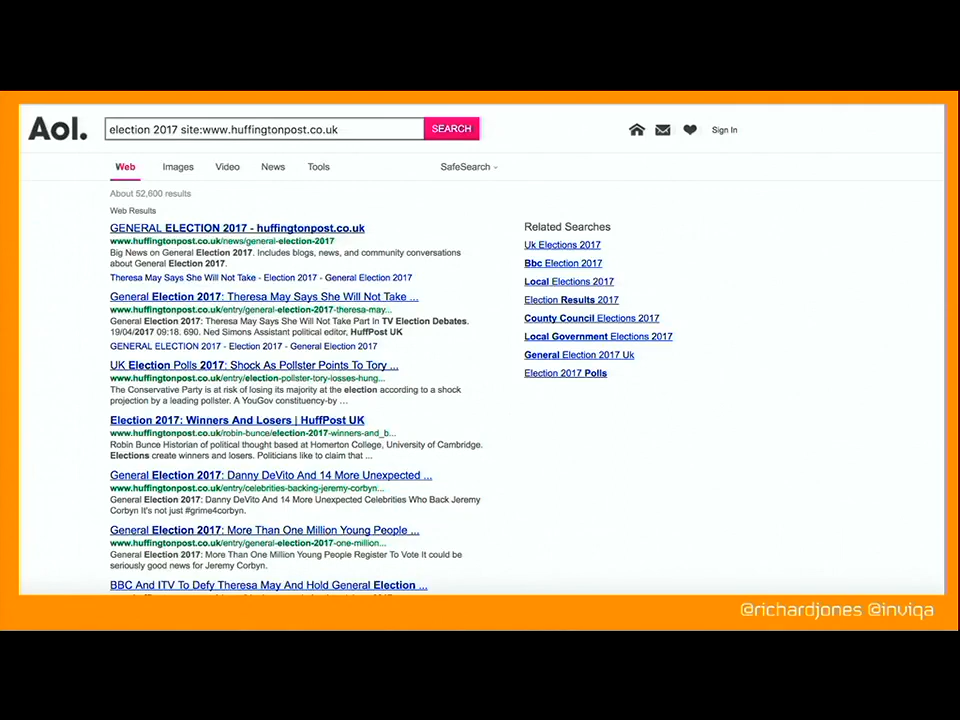 Aol.
election 2017 site:www.huffingtonpost.co.uk
SEARCH
Sign In
Web Images Video News Tools SafeSearch
About 52,600 results
Web Results
GENERAL ELECTION 2017 - huffingtonpost.co.uk
www.huffingtonpost.co.uk/news/general-election-2017
Big News on General Election 2017. Includes blogs, news, and community conversations
about General Election 2017.
Theresa May Says She Will Not Take - Election 2017 - General Election 2017
General Election 2017: Theresa May Says She Will Not Take ...
www.huffingtonpost.co.uk/entry/general-election-2017-theresa-may...
General Election 2017: Theresa May Says She Will Not Take Part In TV Election Debates.
19/04/2017 09:18. 690. Ned Simons Assistant political editor, HuffPost UK
GENERAL ELECTION 2017 - Election 2017 - General Election 2017
UK Election Polls 2017: Shock As Pollster Points To Tory ...
www.huffingtonpost.co.uk/entry/election-pollster-tory-losses-hung...
The Conservative Party is at risk of losing its majority at the election according to a shock
projection by a leading pollster. A YouGov constituency-by ...
Election 2017: Winners And Losers | HuffPost UK
www.huffingtonpost.co.uk/robin-bunce/election-2017-winners-and_b...
Robin Bunce Historian of political thought based at Homerton College, University of Cambridge.
Elections create winners and losers. Politicians like to claim that ...
General Election 2017: Danny DeVito And 14 More Unexpected ...
www.huffingtonpost.co.uk/entry/celebrities-backing-jeremy-corbyn...
General Election 2017: Danny DeVito And 14 More Unexpected Celebrities Who Back Jeremy
Corbyn It's not just #grime4corbyn.
General Election 2017: More Than One Million Young People ...
www.huffingtonpost.co.uk/entry/general-election-2017-one-million...
General Election 2017: More Than One Million Young People Register To Vote It could be
seriously good news for Jeremy Corbyn.
BBC And ITV To Defy Theresa May And Hold General Election ...
Related Searches
Uk Elections 2017
Bbc Election 2017
Local Elections 2017
Election Results 2017
County Council Elections 2017
Local Government Elections 2017
General Election 2017 Uk
Election 2017 Polls
@richardjones @inviqa